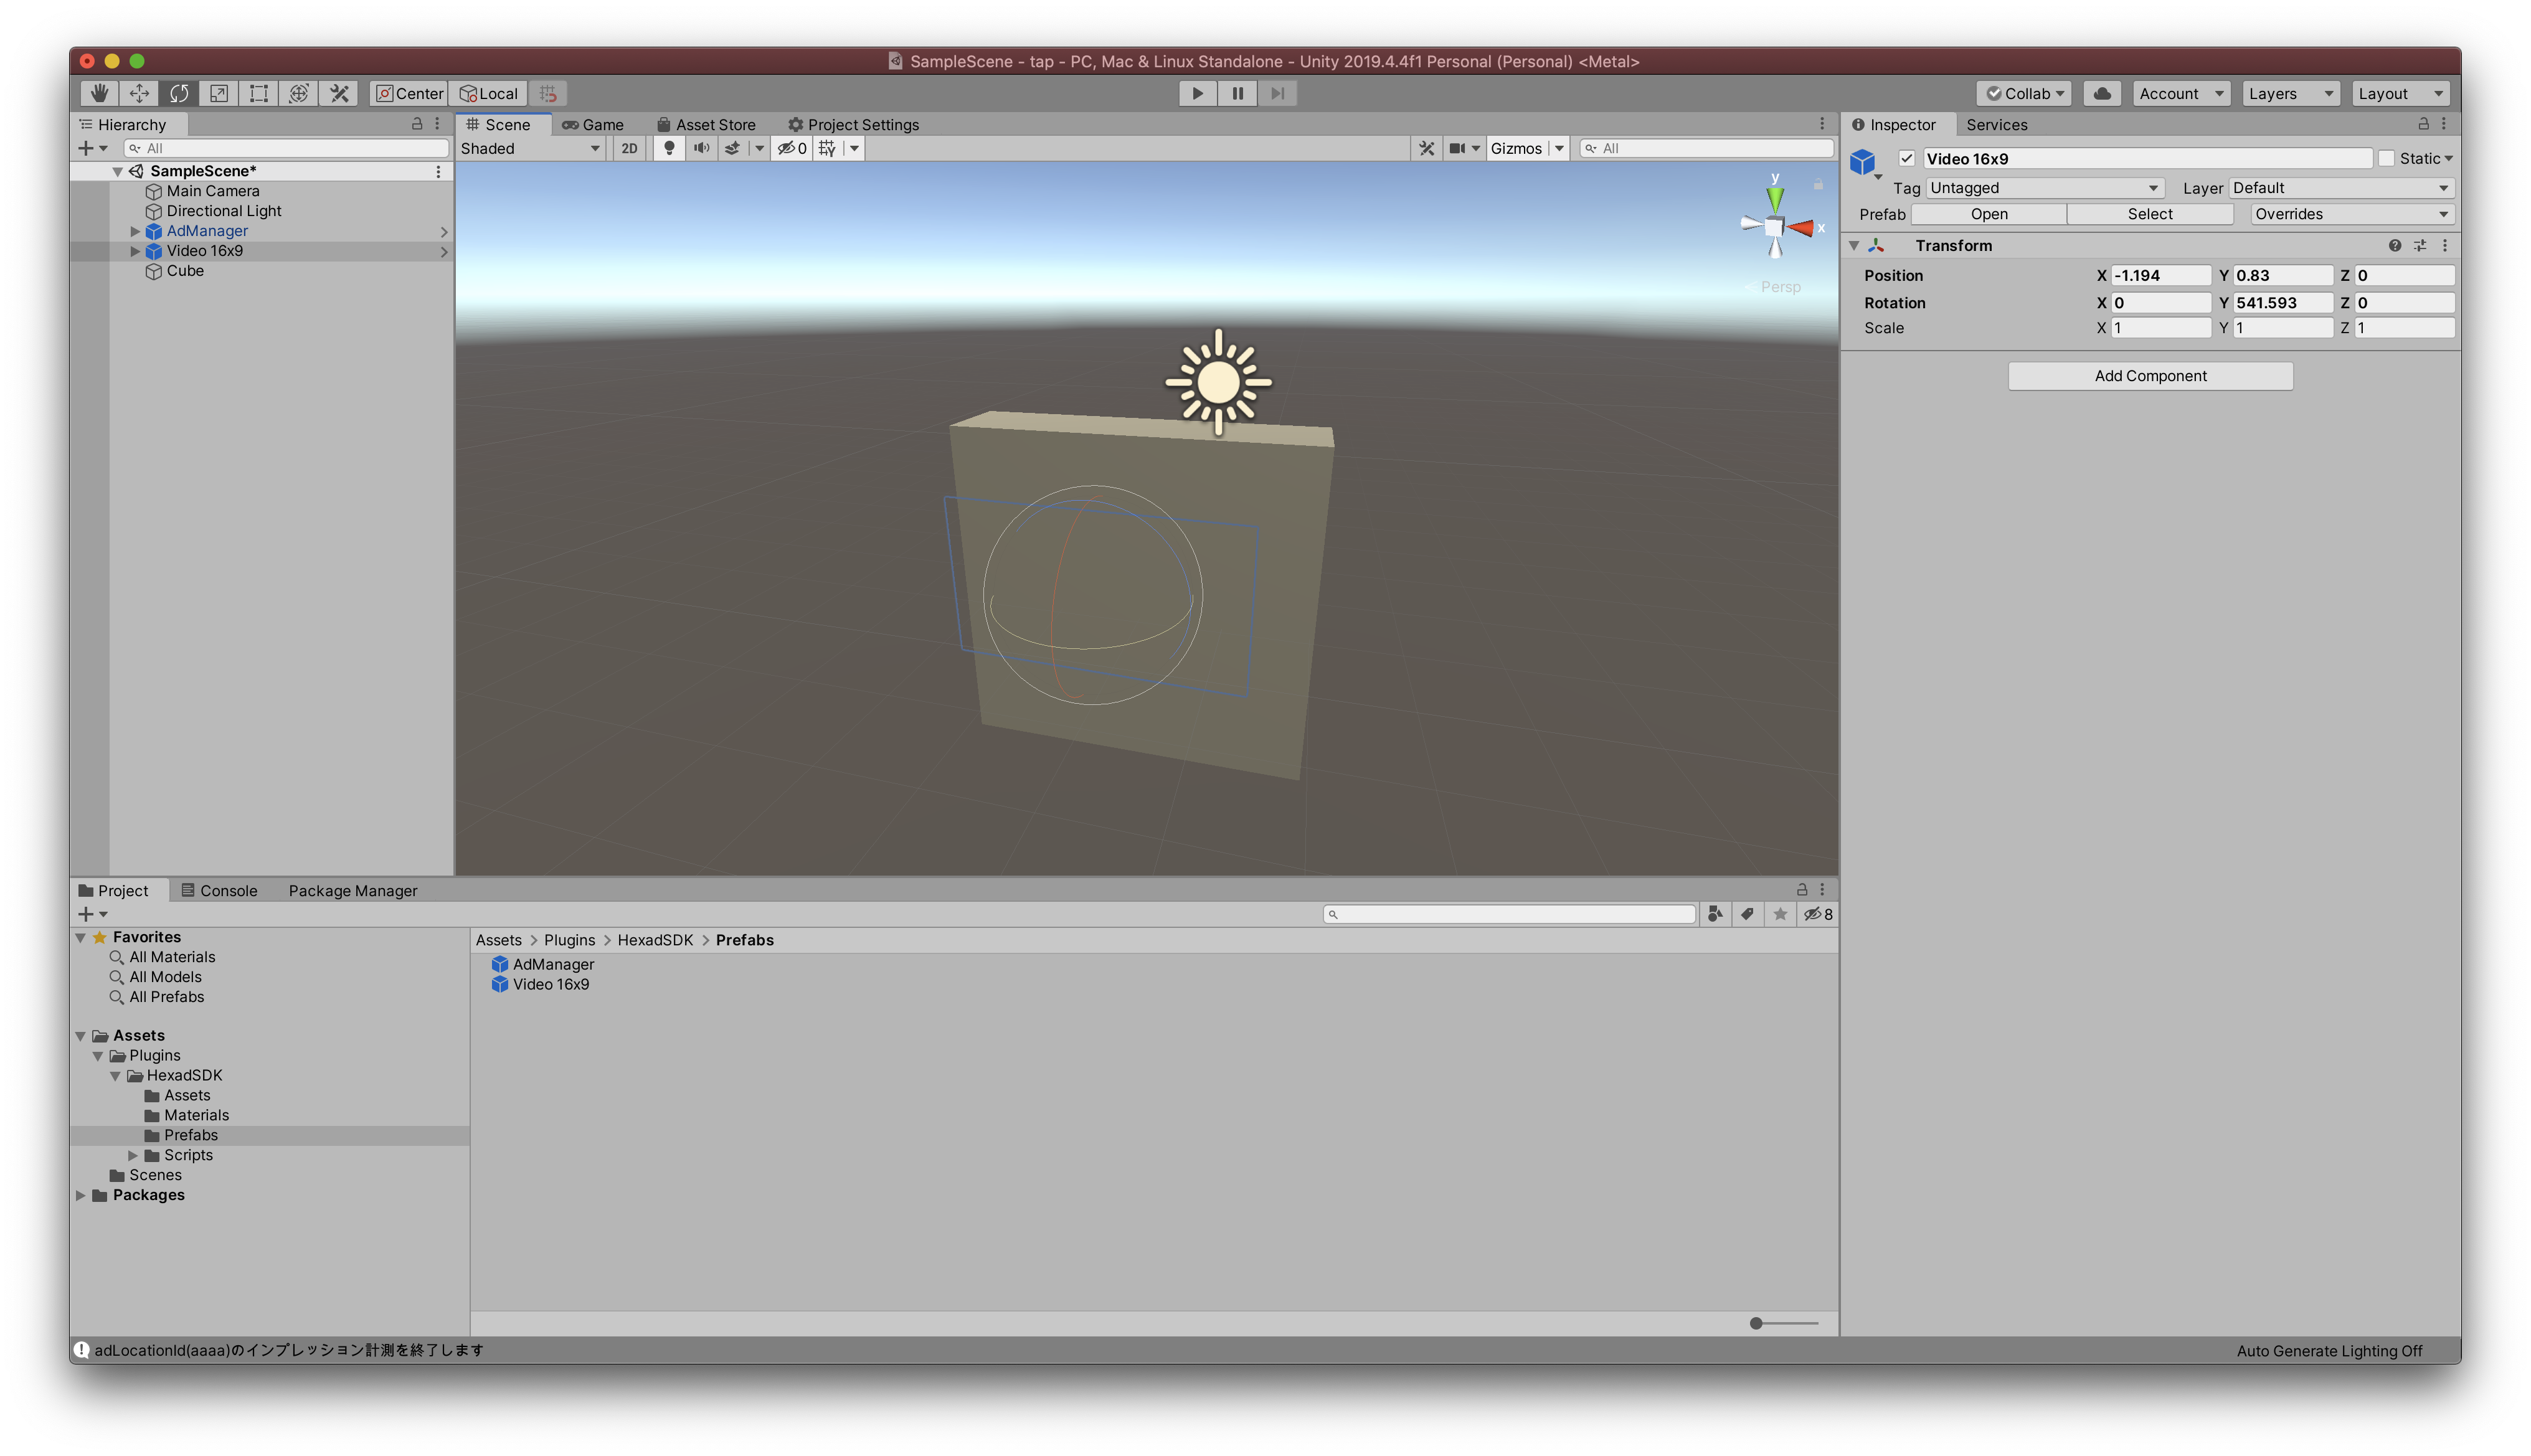 SampleScene - tap - PC, Mac & Linux Standalone - Unity 2019.4.4f1 Personal (Personal) <Metal>
Center Local Collab Account Layers Layout
Hierarchy
All
SampleScene*
Main Camera
Directional Light
AdManager
Video 16x9
Cube
Scene Game Asset Store Project Settings
Shaded 2D 0 Gizmos All
y
x
Persp
Inspector Services
Video 16x9 Static
Tag Untagged Layer Default
Prefab Open Select Overrides
Transform
Position X -1.194 Y 0.83 Z 0
Rotation X 0 Y 541.593 Z 0
Scale X 1 Y 1 Z 1
Add Component
Project Console Package Manager
8
Favorites
All Materials
All Models
All Prefabs
Assets
Plugins
HexadSDK
Assets
Materials
Prefabs
Scripts
Scenes
Packages
Assets > Plugins > HexadSDK > Prefabs
AdManager
Video 16x9
adLocationId(aaaa)のインプレッション計測を終了します
Auto Generate Lighting Off